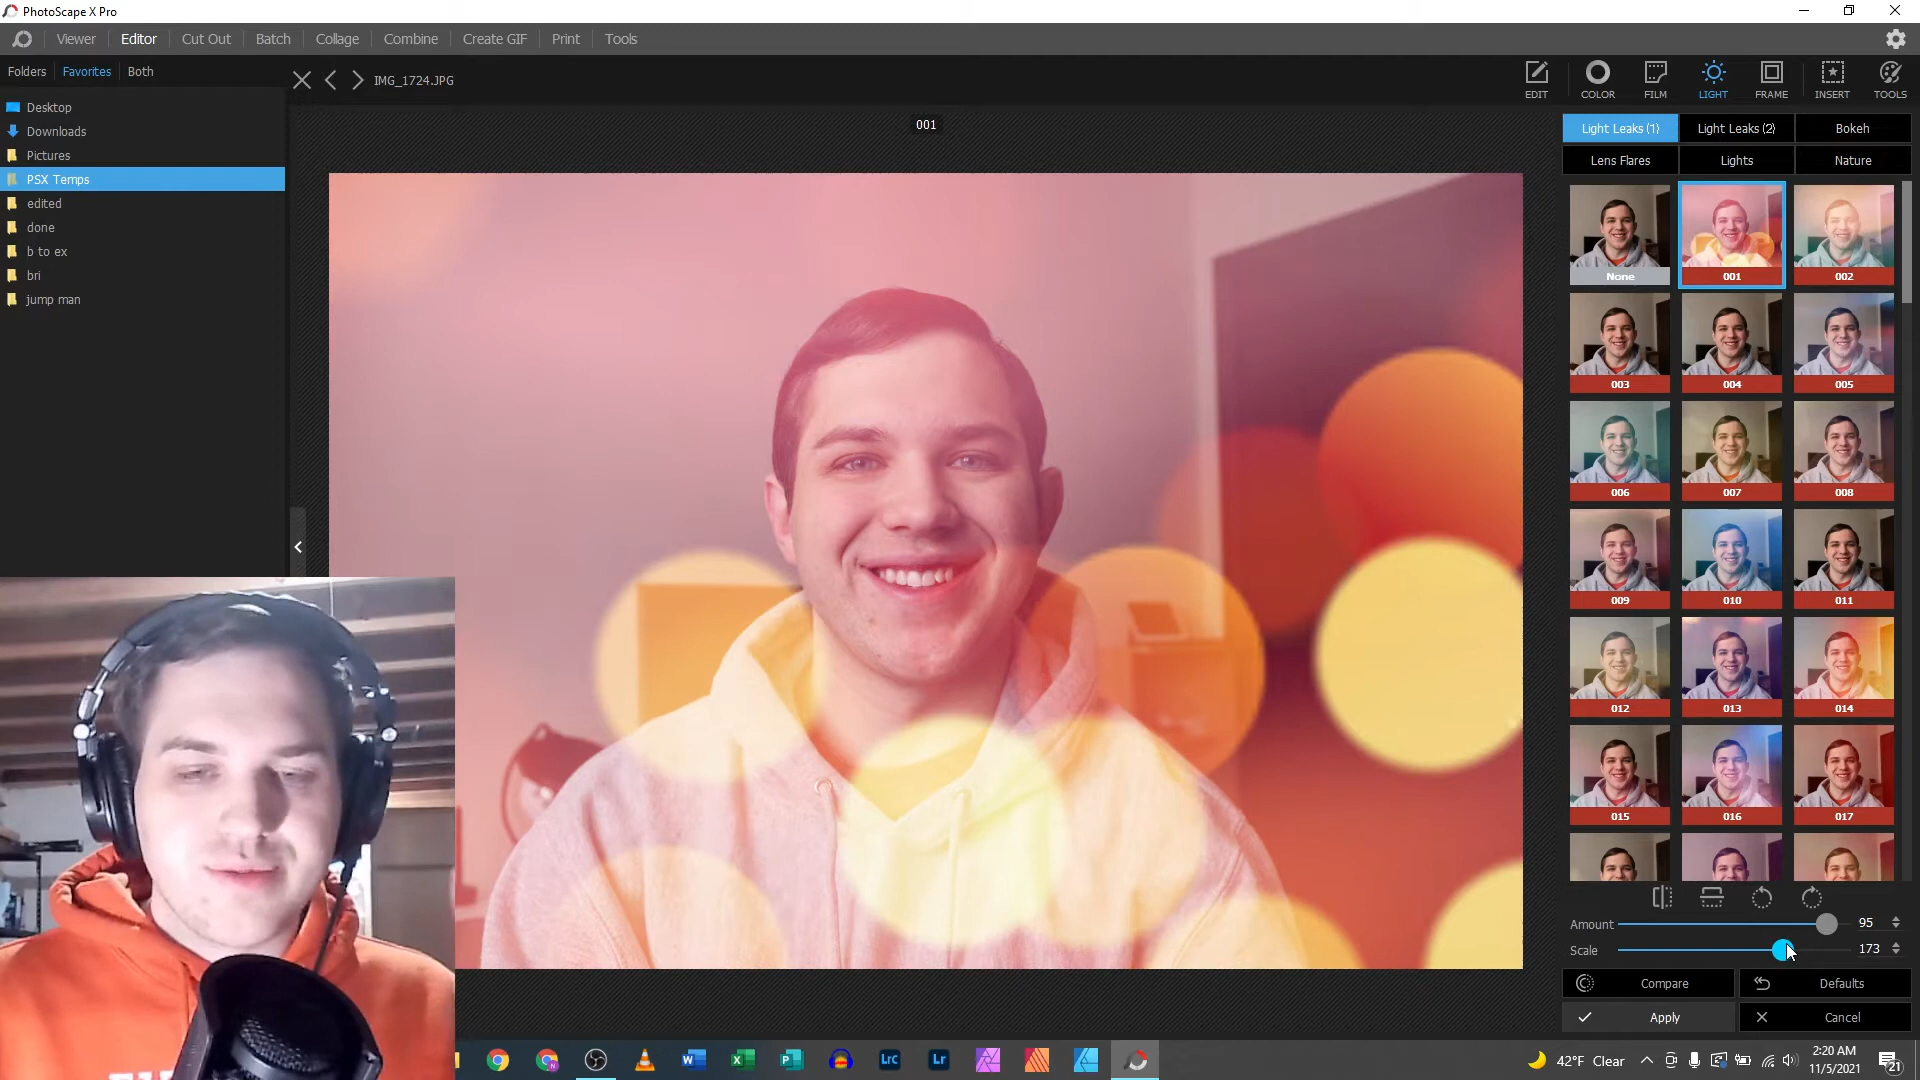 PhotoScape X Pro
Viewer Editor Cut Out Batch Collage Combine Create GIF Print Tools
Folders Favorites Both
IMG_1724.JPG
EDIT COLOR FILM LIGHT FRAME INSERT TOOLS
Desktop
Downloads
Pictures
PSX Temps
edited
done
b to ex
bri
jump man
001
Light Leaks (1) Light Leaks (2) Bokeh
Lens Flares Lights Nature
None 001 002
003 004 005
006 007 008
009 010 011
012 013 014
015 016 017
Amount 95
Scale 173
Compare Defaults
Apply Cancel
W X P LrC Lr
42°F Clear
2:20 AM
11/5/2021
21